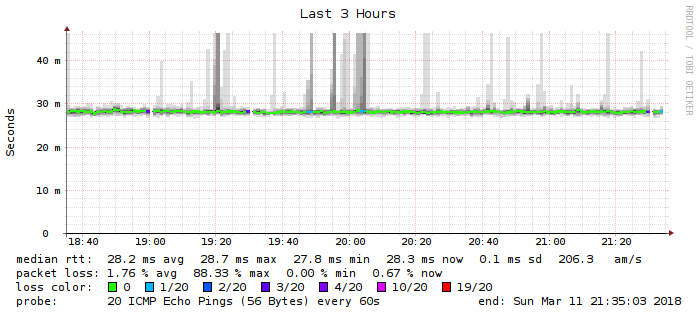 Last 3 Hours
RRDTOOL / TOBI OETIKER
Seconds
40 m
30 m
20 m
10 m
0
18:40 19:00 19:20 19:40 20:00 20:20 20:40 21:00 21:20
median rtt: 28.2 ms avg 28.7 ms max 27.8 ms min 28.3 ms now 0.1 ms sd 206.3 am/s
packet loss: 1.76 % avg 88.33 % max 0.00 % min 0.67 % now
loss color: 0 1/20 2/20 3/20 4/20 10/20 19/20
probe: 20 ICMP Echo Pings (56 Bytes) every 60s end: Sun Mar 11 21:35:03 2018